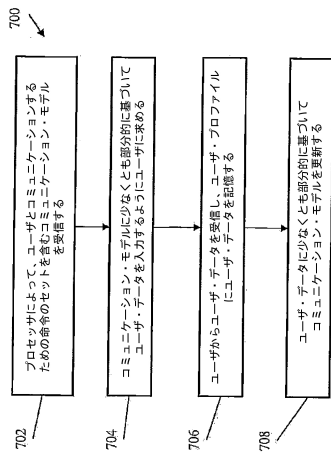 700
702
プロセッサによって、ユーザとコミュニケーションする
ための命令のセットを含むコミュニケーション・モデル
を受信する
704
コミュニケーション・モデルに少なくとも部分的に基づいて
ユーザ・データを入力するようにユーザに求める
706
ユーザからユーザ・データを受信し、ユーザ・プロファイル
にユーザ・データを記憶する
708
ユーザ・データに少なくとも部分的に基づいて
コミュニケーション・モデルを更新する